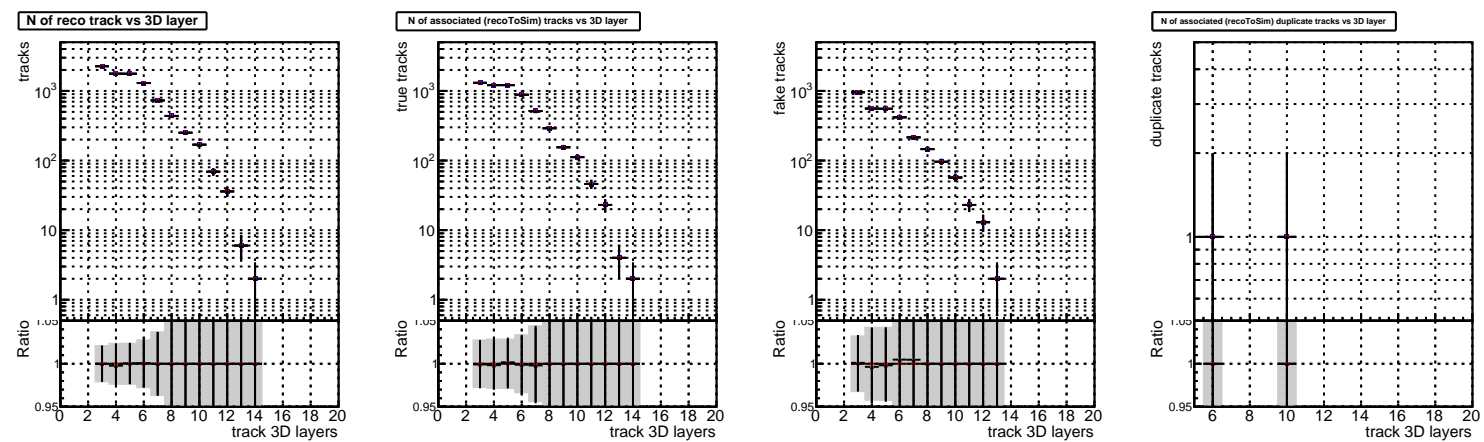 N of reco track vs 3D layer
tracks
10³
10²
10
1
Ratio
1.05
1
0.95
0 2 4 6 8 10 12 14 16 18 20
track 3D layers
N of associated (recoToSim) tracks vs 3D layer
true tracks
10³
10²
10
1
Ratio
1.05
1
0.95
0 2 4 6 8 10 12 14 16 18 20
track 3D layers
fake tracks
10³
10²
10
1
Ratio
1.05
1
0.95
0 2 4 6 8 10 12 14 16 18 20
track 3D layers
N of associated (recoToSim) duplicate tracks vs 3D layer
duplicate tracks
1
Ratio
1.05
1
0.95
6 8 10 12 14 16 18 20
track 3D layers